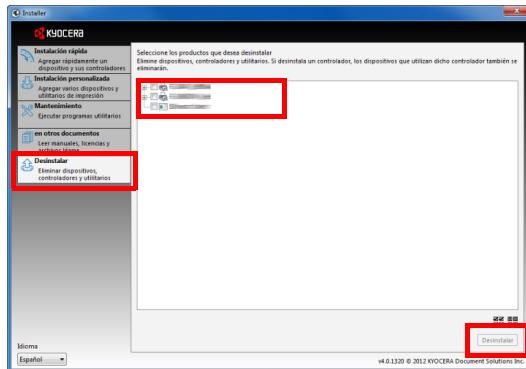 Installer
KYOCERA
Instalación rápida
Agregar rápidamente un
dispositivo y sus controladores
Instalación personalizada
Agregar varios dispositivos y
utilitarios de impresión
Mantenimiento
Ejecutar programas utilitarios
en otros documentos
Leer manuales, licencias y
archivos léame
Desinstalar
Eliminar dispositivos,
controladores y utilitarios
Idioma
Español
Seleccione los productos que desea desinstalar
Elimine dispositivos, controladores y utilitarios. Si desinstala un controlador, los dispositivos que utilizan dicho controlador también se
eliminarán.
Desinstalar
v4.0.1320 © 2012 KYOCERA Document Solutions Inc.